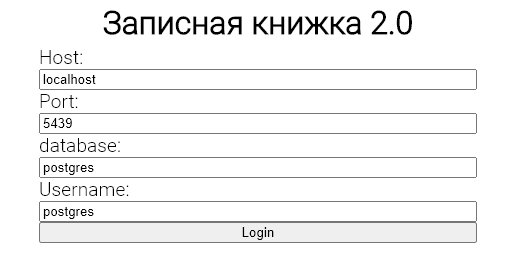 Записная книжка 2.0
Host:
localhost
Port:
5439
database:
postgres
Username:
postgres
Login